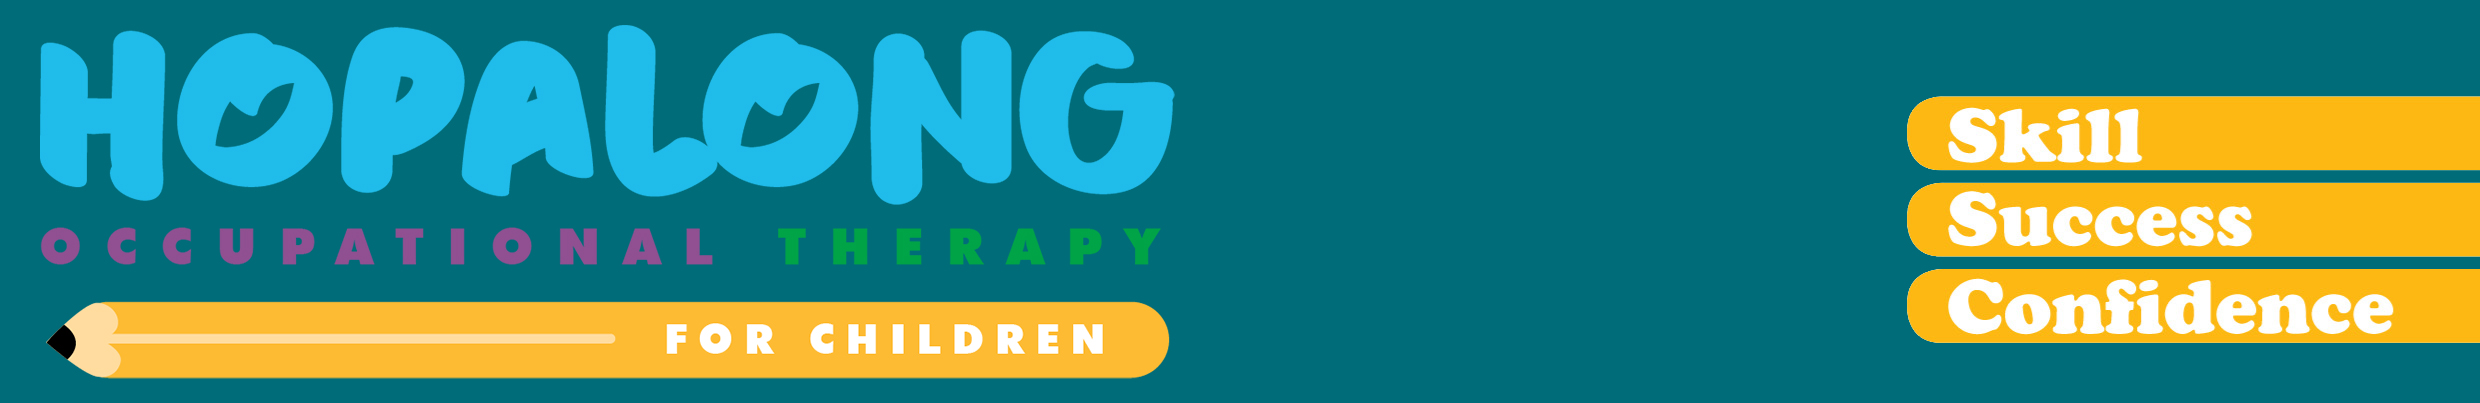 HOPALONG
OCCUPATIONAL THERAPY
FOR CHILDREN
Skill
Success
Confidence